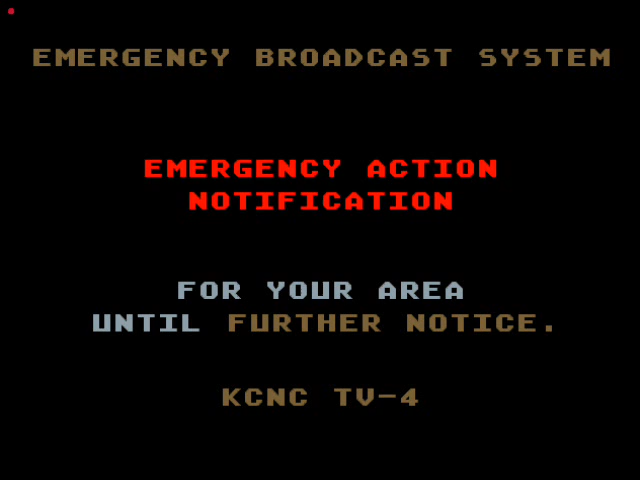 EMERGENCY BROADCAST SYSTEM
EMERGENCY ACTION
NOTIFICATION
FOR YOUR AREA
UNTIL FURTHER NOTICE.
KCNC TV-4